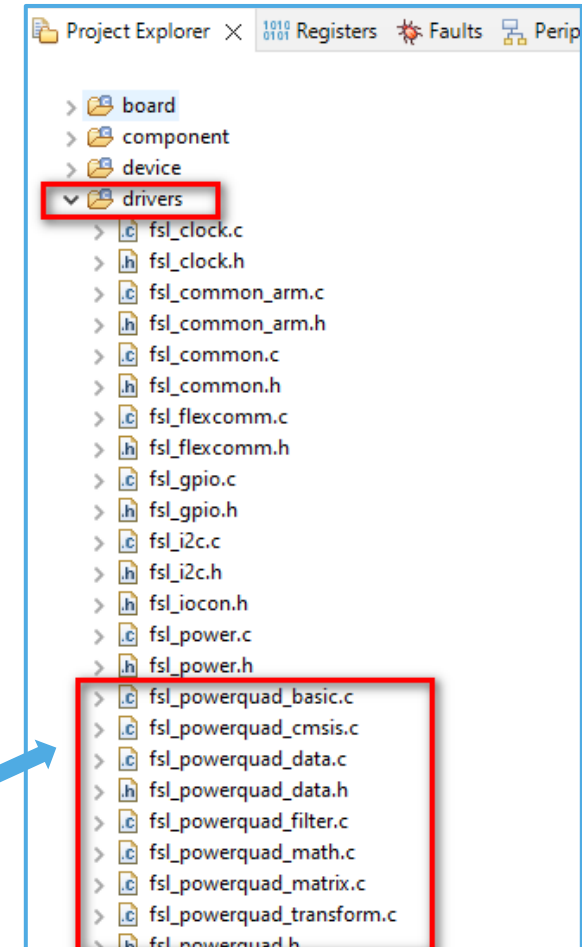 Project Explorer Registers Faults Perip
board
component
device
drivers
.c fsl_clock.c
.h fsl_clock.h
.c fsl_common_arm.c
.h fsl_common_arm.h
.c fsl_common.c
.h fsl_common.h
.c fsl_flexcomm.c
.h fsl_flexcomm.h
.c fsl_gpio.c
.h fsl_gpio.h
.c fsl_i2c.c
.h fsl_i2c.h
.h fsl_iocon.h
.c fsl_power.c
.h fsl_power.h
.c fsl_powerquad_basic.c
.c fsl_powerquad_cmsis.c
.c fsl_powerquad_data.c
.h fsl_powerquad_data.h
.c fsl_powerquad_filter.c
.c fsl_powerquad_math.c
.c fsl_powerquad_matrix.c
.c fsl_powerquad_transform.c
.h fsl_powerquad.h